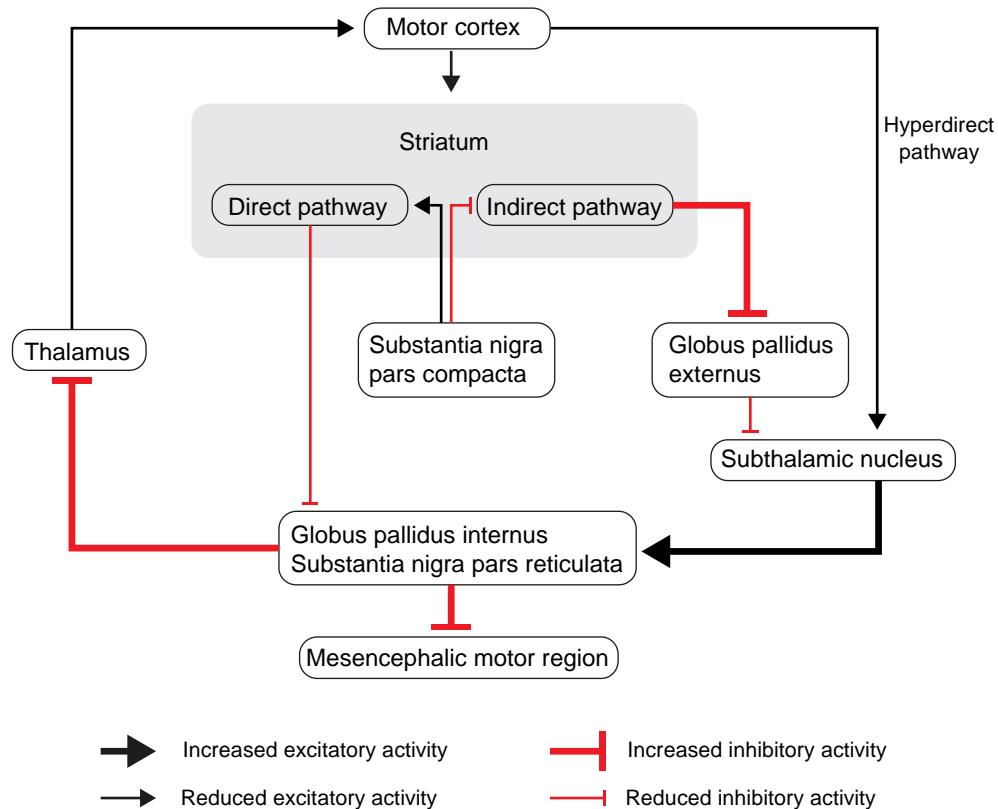 Motor cortex
Hyperdirect
pathway
Striatum
Direct pathway
Indirect pathway
Thalamus
Substantia nigra
pars compacta
Globus pallidus
externus
Subthalamic nucleus
Globus pallidus internus
Substantia nigra pars reticulata
Mesencephalic motor region
Increased excitatory activity
Increased inhibitory activity
Reduced excitatory activity
Reduced inhibitory activity